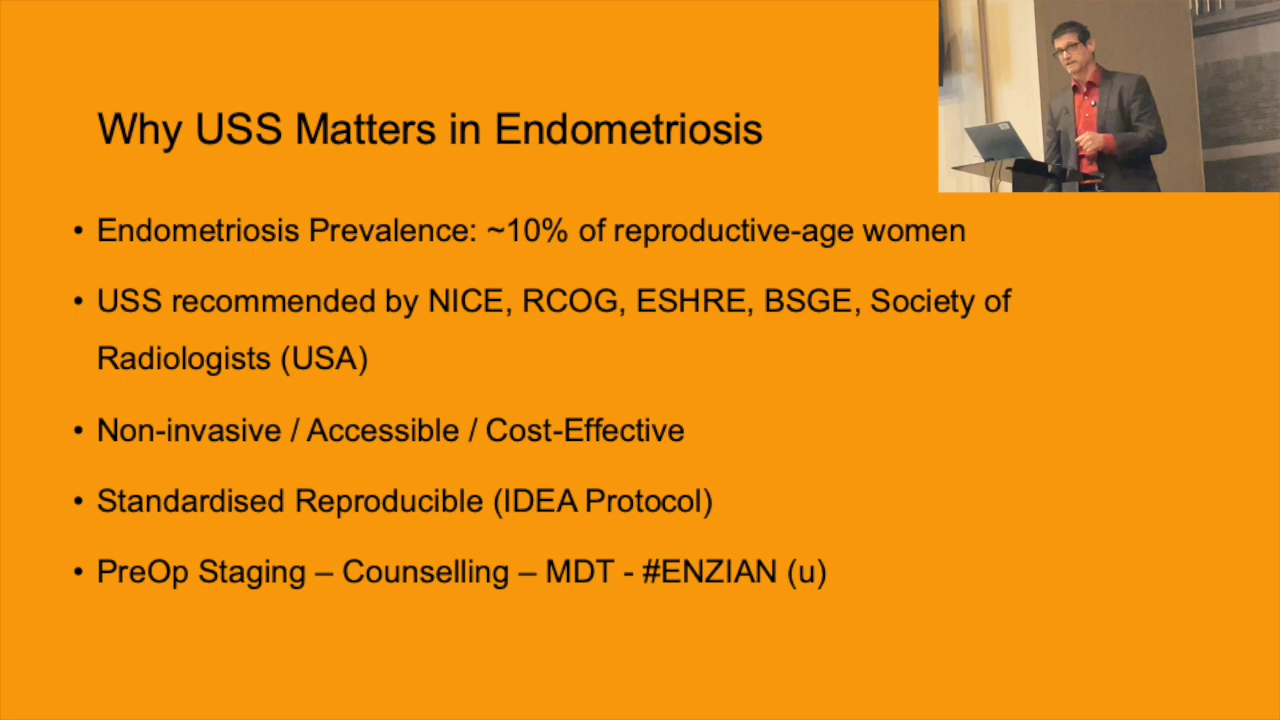 Why USS Matters in Endometriosis
• Endometriosis Prevalence: ~10% of reproductive-age women
• USS recommended by NICE, RCOG, ESHRE, BSGE, Society of
Radiologists (USA)
• Non-invasive / Accessible / Cost-Effective
• Standardised Reproducible (IDEA Protocol)
• PreOp Staging – Counselling – MDT - #ENZIAN (u)